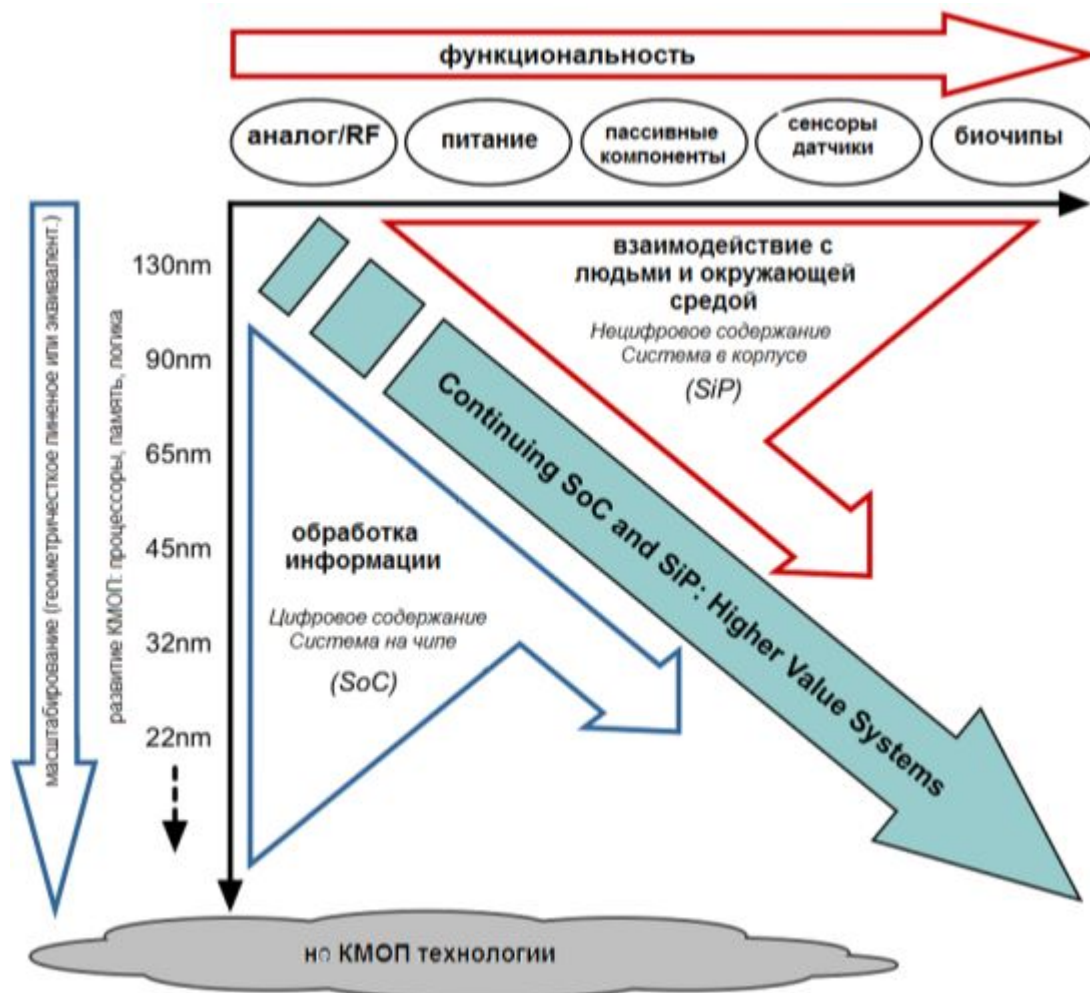 функциональность
аналог/RF
питание
пассивные
компоненты
сенсоры
датчики
биочипы
масштабирование (геометрическткое линеное или эквивалент.)
развитие КМОП: процессоры, память, логика
130nm
90nm
65nm
45nm
32nm
22nm
взаимодействие с
людьми и окружающей
средой
Нецифровое содержание
Система в корпусе
(SiP)
Continuing SoC and SiP: Higher Value Systems
обработка
информации
Цифровое содержание
Система на чипе
(SoC)
КМОП технологии